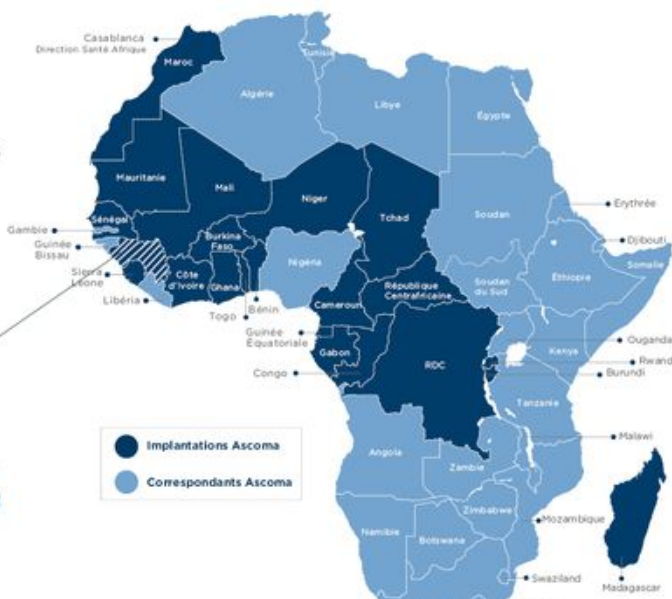 Casablanca
Direction Santé Afrique
Maroc
Tunisie
Algérie
Libye
Égypte
Mauritanie
Mali
Niger
Tchad
Soudan
Erythrée
Sénégal
Gambie
Guinée
Bissau
Burkina
Faso
Nigéria
Djibouti
Ethiopie
Somalie
Sierra
Léone
Côte
d'Ivoire
Ghana
Soudan
du Sud
République
Centrafricaine
Libéria
Togo
Bénin
Cameroun
Guinée
Équatoriale
Gabon
Congo
RDC
Ouganda
Kenya
Rwand
Burundi
Tanzanie
Implantations Ascoma
Correspondants Ascoma
Malawi
Angola
Zambie
Zimbabwe
Mozambique
Namibie
Botswana
Swaziland
Madagascar